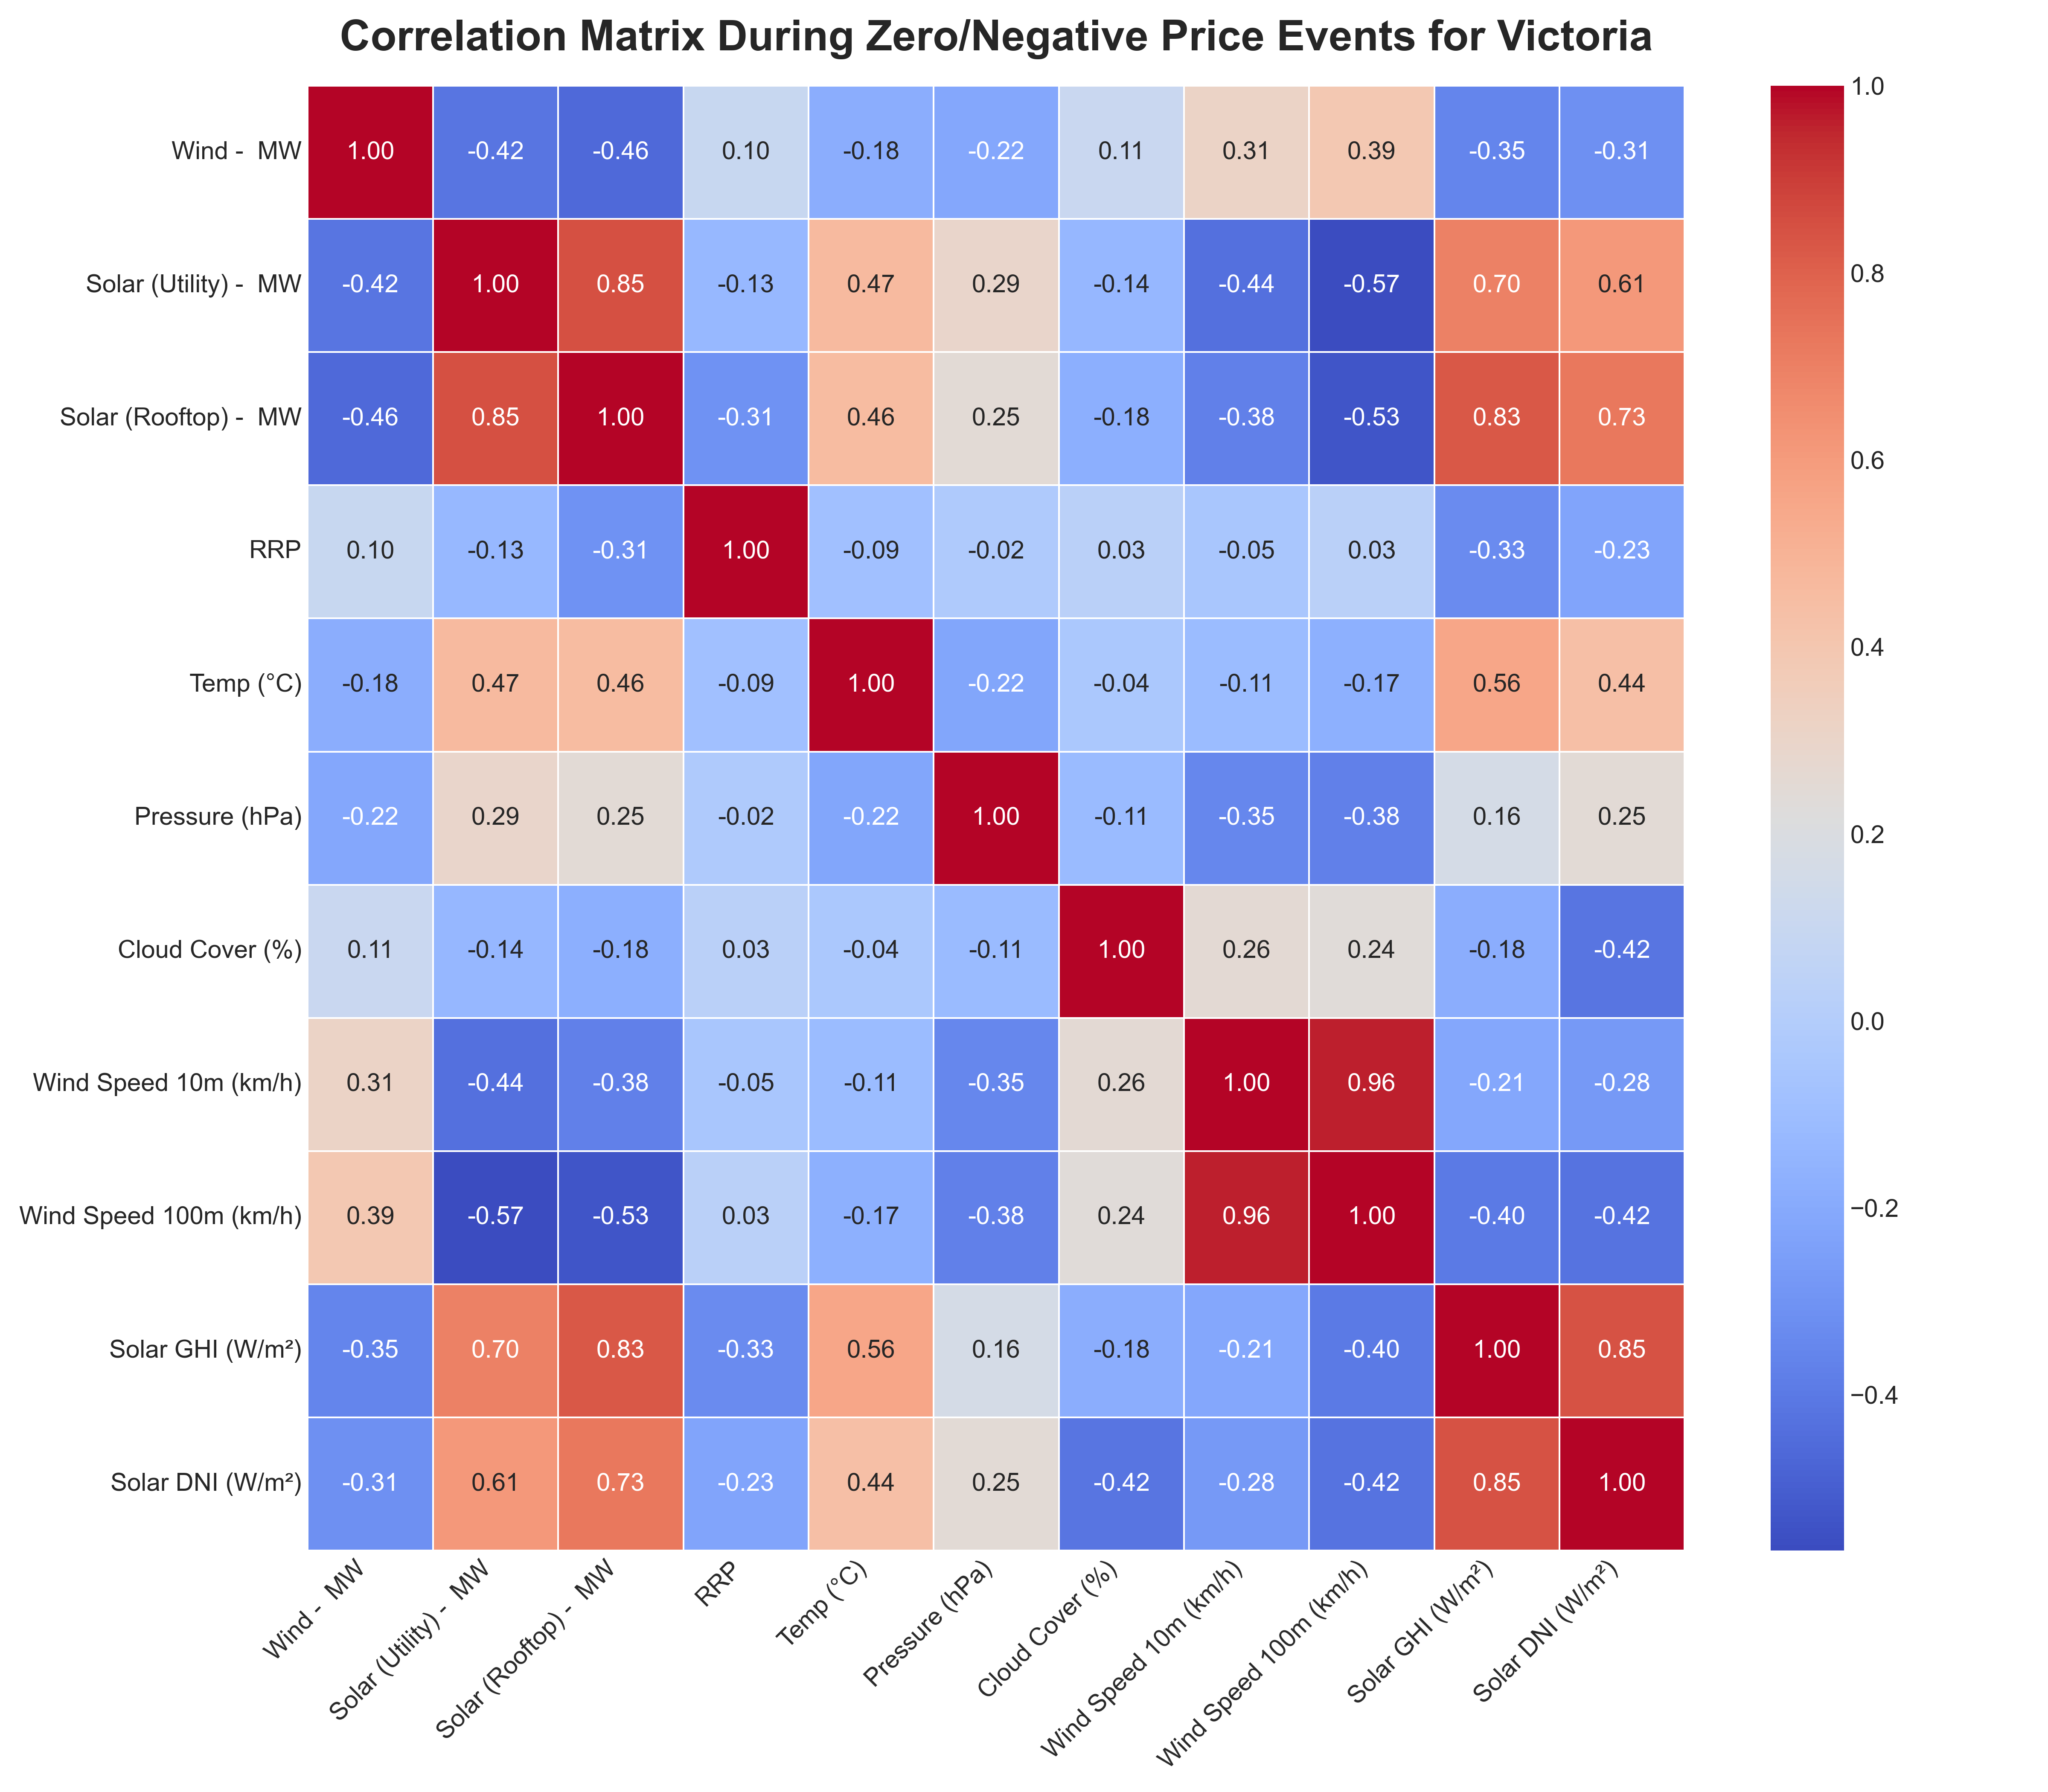 Correlation Matrix During Zero/Negative Price Events for Victoria
Wind -  MW 1.00 -0.42 -0.46 0.10 -0.18 -0.22 0.11 0.31 0.39 -0.35 -0.31
Solar (Utility) -  MW -0.42 1.00 0.85 -0.13 0.47 0.29 -0.14 -0.44 -0.57 0.70 0.61
Solar (Rooftop) -  MW -0.46 0.85 1.00 -0.31 0.46 0.25 -0.18 -0.38 -0.53 0.83 0.73
RRP 0.10 -0.13 -0.31 1.00 -0.09 -0.02 0.03 -0.05 0.03 -0.33 -0.23
Temp (°C) -0.18 0.47 0.46 -0.09 1.00 -0.22 -0.04 -0.11 -0.17 0.56 0.44
Pressure (hPa) -0.22 0.29 0.25 -0.02 -0.22 1.00 -0.11 -0.35 -0.38 0.16 0.25
Cloud Cover (%) 0.11 -0.14 -0.18 0.03 -0.04 -0.11 1.00 0.26 0.24 -0.18 -0.42
Wind Speed 10m (km/h) 0.31 -0.44 -0.38 -0.05 -0.11 -0.35 0.26 1.00 0.96 -0.21 -0.28
Wind Speed 100m (km/h) 0.39 -0.57 -0.53 0.03 -0.17 -0.38 0.24 0.96 1.00 -0.40 -0.42
Solar GHI (W/m²) -0.35 0.70 0.83 -0.33 0.56 0.16 -0.18 -0.21 -0.40 1.00 0.85
Solar DNI (W/m²) -0.31 0.61 0.73 -0.23 0.44 0.25 -0.42 -0.28 -0.42 0.85 1.00
Wind -  MW
Solar (Utility) -  MW
Solar (Rooftop) -  MW
RRP
Temp (°C)
Pressure (hPa)
Cloud Cover (%)
Wind Speed 10m (km/h)
Wind Speed 100m (km/h)
Solar GHI (W/m²)
Solar DNI (W/m²)
1.0
0.8
0.6
0.4
0.2
0.0
−0.2
−0.4